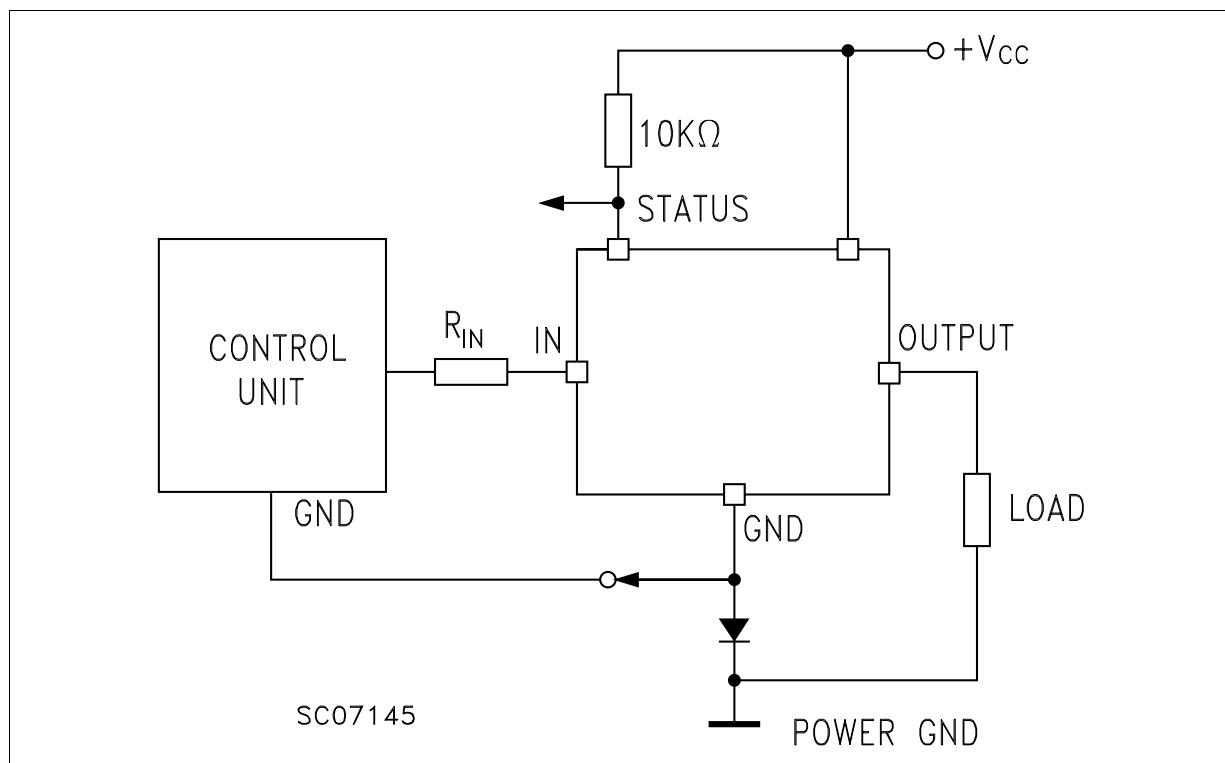 +VCC
10KΩ
STATUS
RIN
IN
OUTPUT
CONTROL
UNIT
GND
GND
LOAD
SC07145
POWER GND